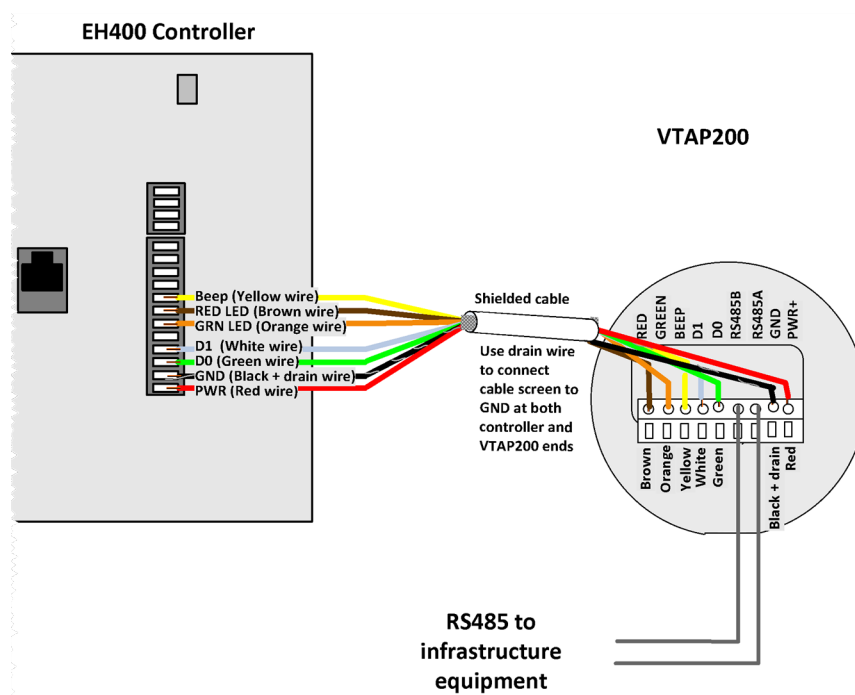 EH400 Controller
VTAP200
Beep (Yellow wire)
RED LED (Brown wire)
GRN LED (Orange wire)
D1 (White wire)
D0 (Green wire)
GND (Black + drain wire)
PWR (Red wire)
Shielded cable
Use drain wire
to connect
cable screen to
GND at both
controller and
VTAP200 ends
RED
GREEN
BEEP
D1
D0
RS485B
RS485A
GND
PWR+
Brown
Orange
Yellow
White
Green
Black + drain
Red
RS485 to
infrastructure
equipment